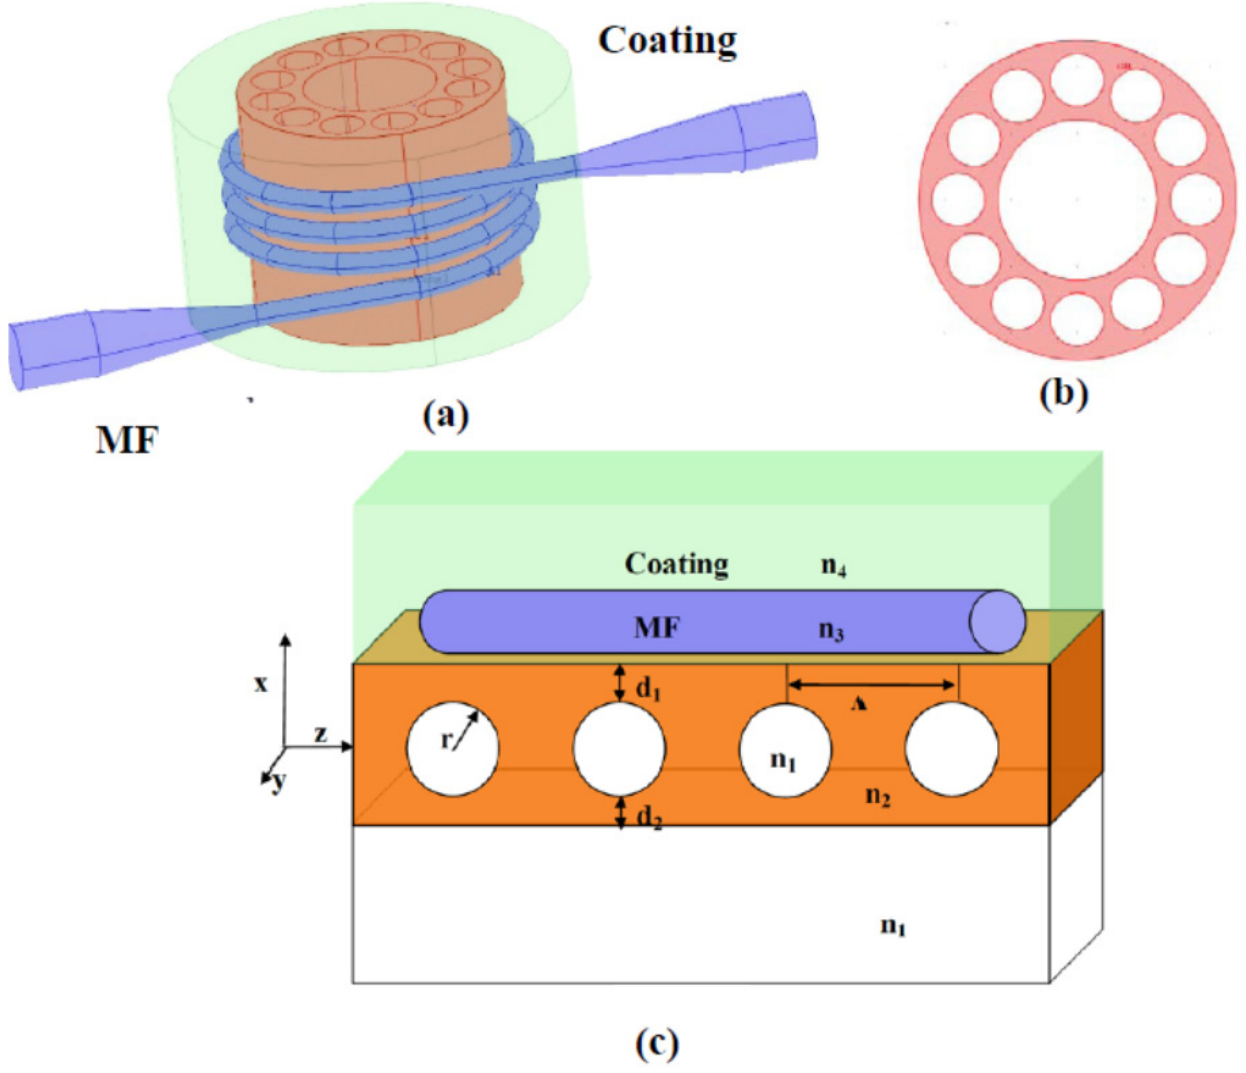 Coating
MF
(a)
(b)
Coating n₄
MF n₃
x
z
y
d₁
Λ
r
n₁
n₂
d₂
n₁
(c)